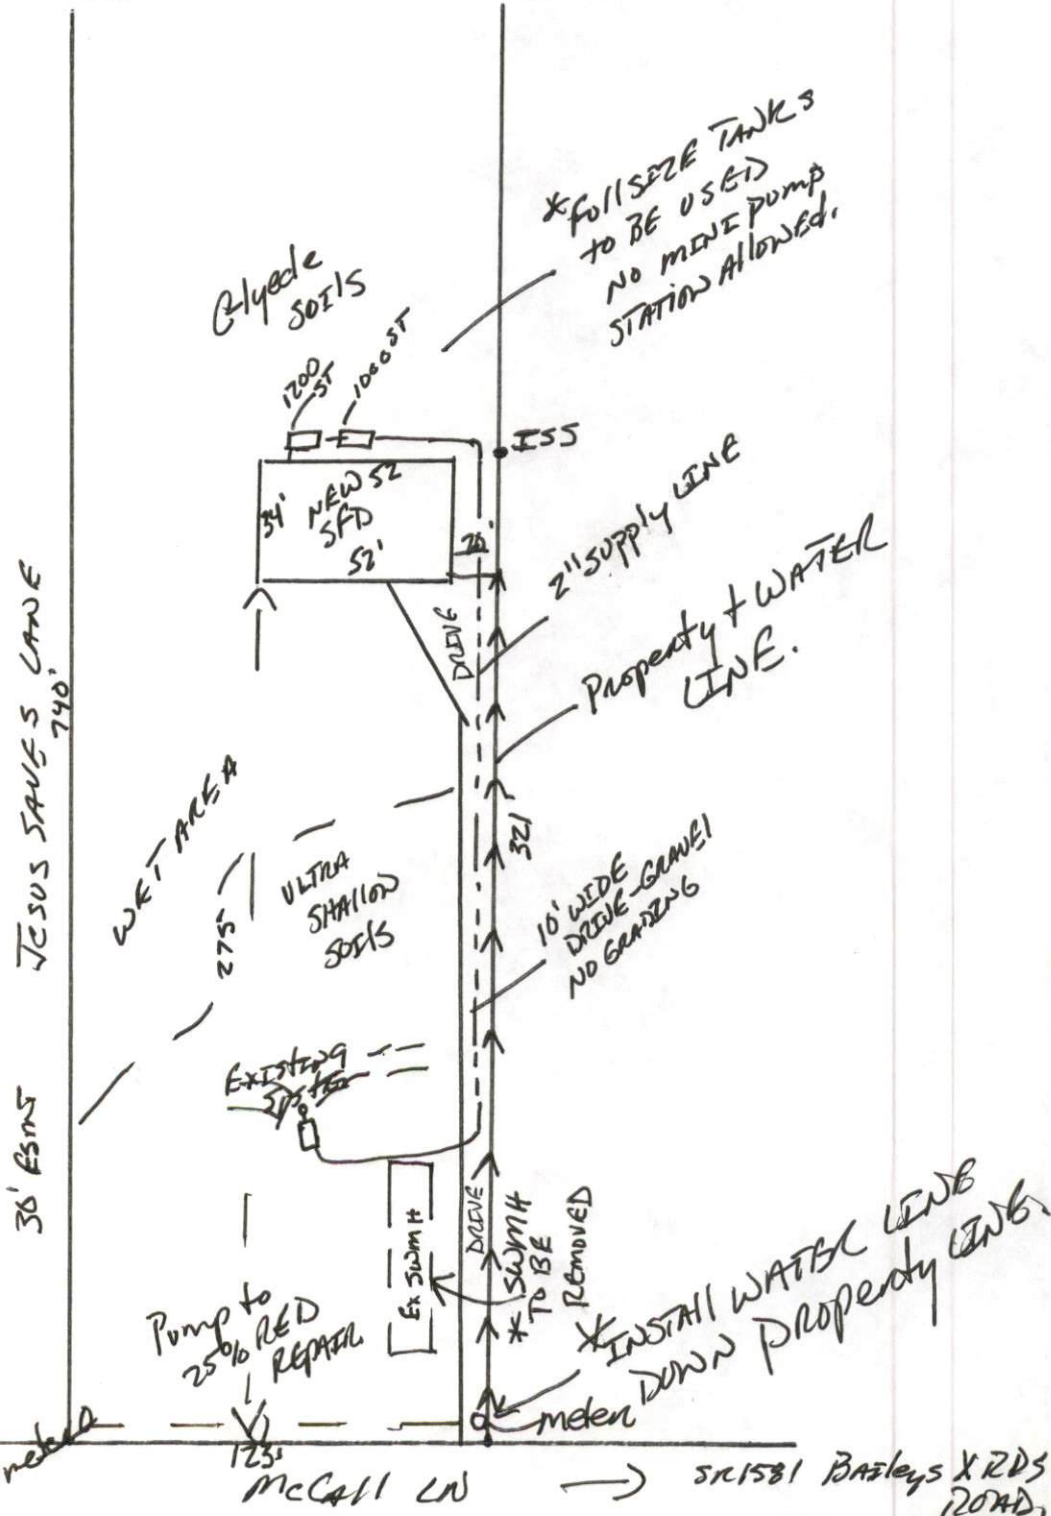 *Full SIZE TANKS
to BE USED
NO MINI pump
STATION Allowed.
Glyede
SOILS
1200
ST
1000 ST
ISS
NEW 52
SFD
34'
52'
20'
2" SUPPlY LINE
Property + WATER
LINE.
DRIVE
JESUS SAVES LANE
740'
WET AREA
275'
ULTRA
SHALLOW
SOILS
321
10' WIDE
DRIVE-GRAVEL
NO GRADING
EXISTING
30' ESMT
DRIVE
Ex SWMH
*SWMH
TO BE
REMOVED
Pump to
25% RED
REPAIR
*INSTALL WATER LINE
DOWN PROPERTY LINE.
meter
123'
McCAll LN
SR1581 BAILeys XRDS
ROAD.